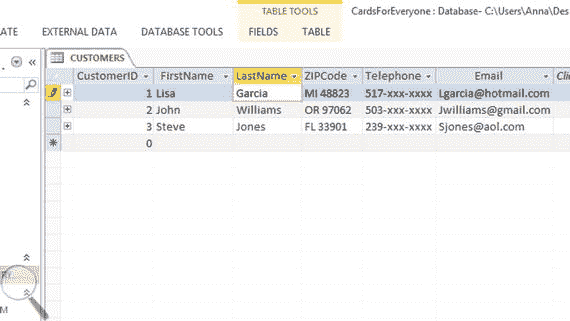 TABLE TOOLS CardsForEveryone : Database- C:\Users\Anna\Des
ATE EXTERNAL DATA DATABASE TOOLS FIELDS TABLE
CUSTOMERS
CustomerID FirstName LastName ZIPCode Telephone Email Cli
1 Lisa Garcia MI 48823 517-xxx-xxxx Lgarcia@hotmail.com
2 John Williams OR 97062 503-xxx-xxxx Jwilliams@gmail.com
3 Steve Jones FL 33901 239-xxx-xxxx Sjones@aol.com
0
M